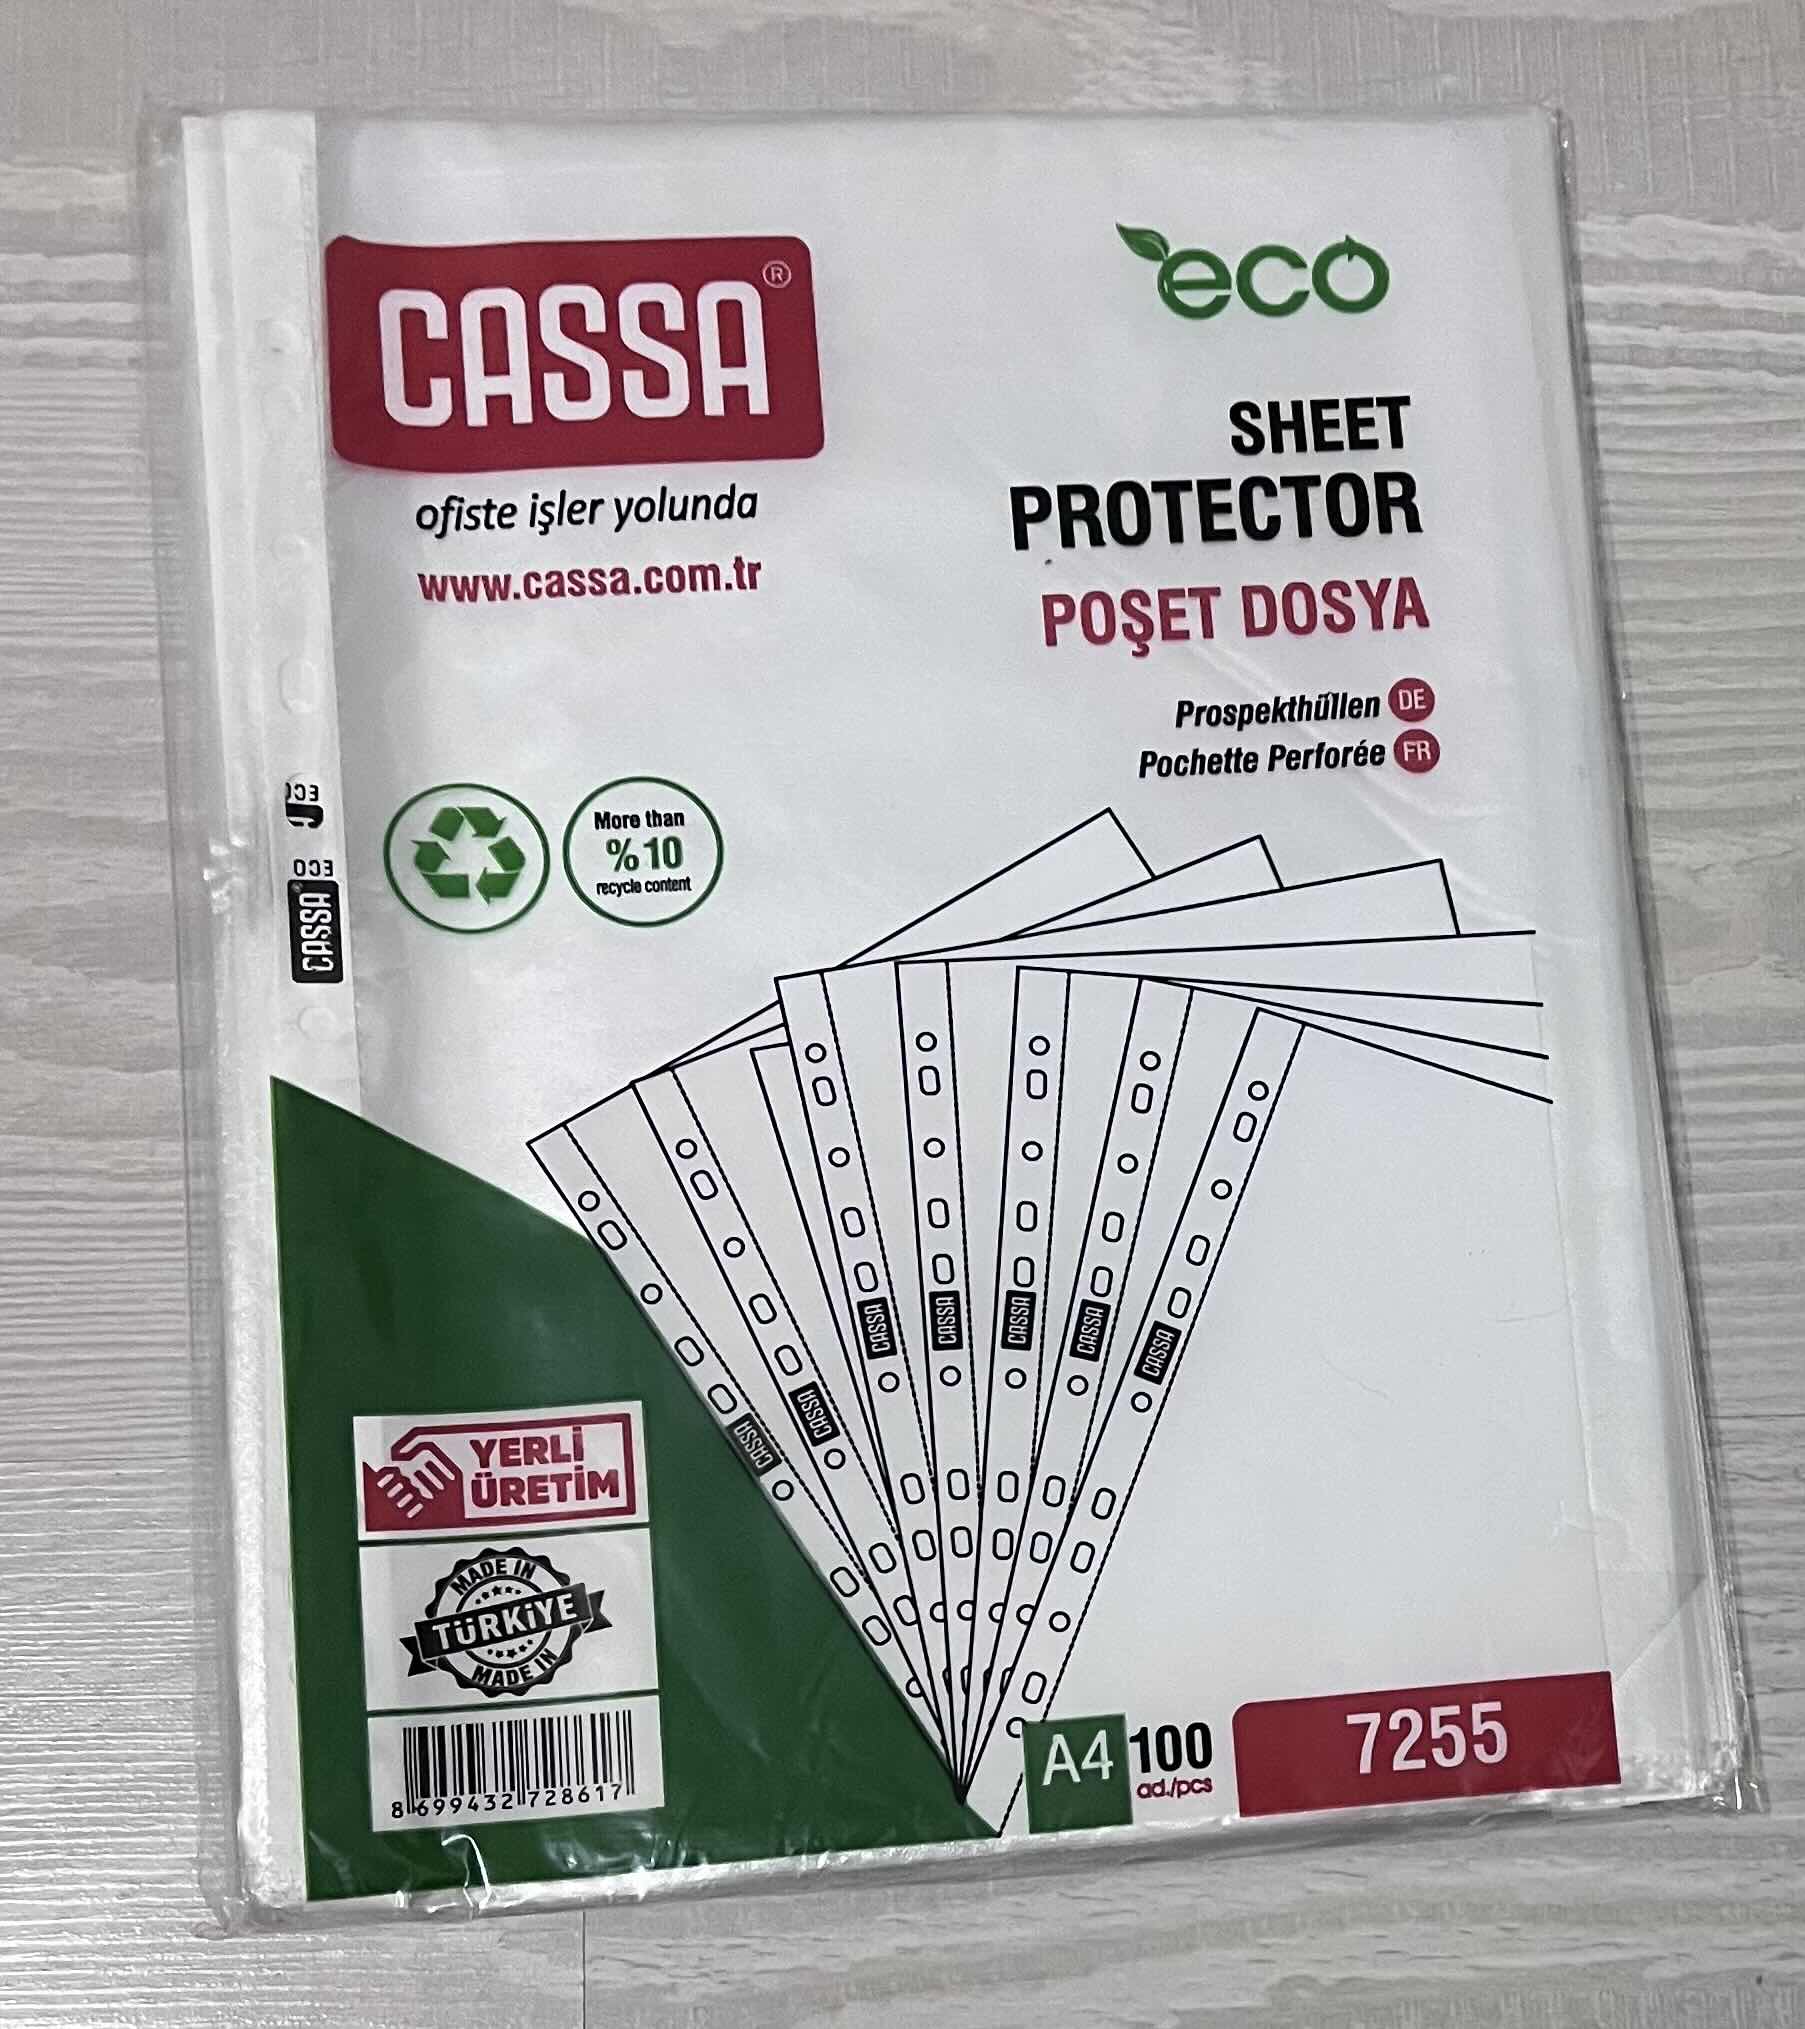 CASSA®
ofiste işler yolunda
www.cassa.com.tr
eco
SHEET
PROTECTOR
POŞET DOSYA
Prospekthüllen DE
Pochette Perforée FR
More than
%10
recycle content
ECO
ECO
CASSA
CASSA
CASSA
CASSA
CASSA
CASSA
CASSA
CASSA
YERLİ
ÜRETİM
MADE IN
TÜRKİYE
MADE IN
8 699432 728617
A4
100
ad./pcs
7255